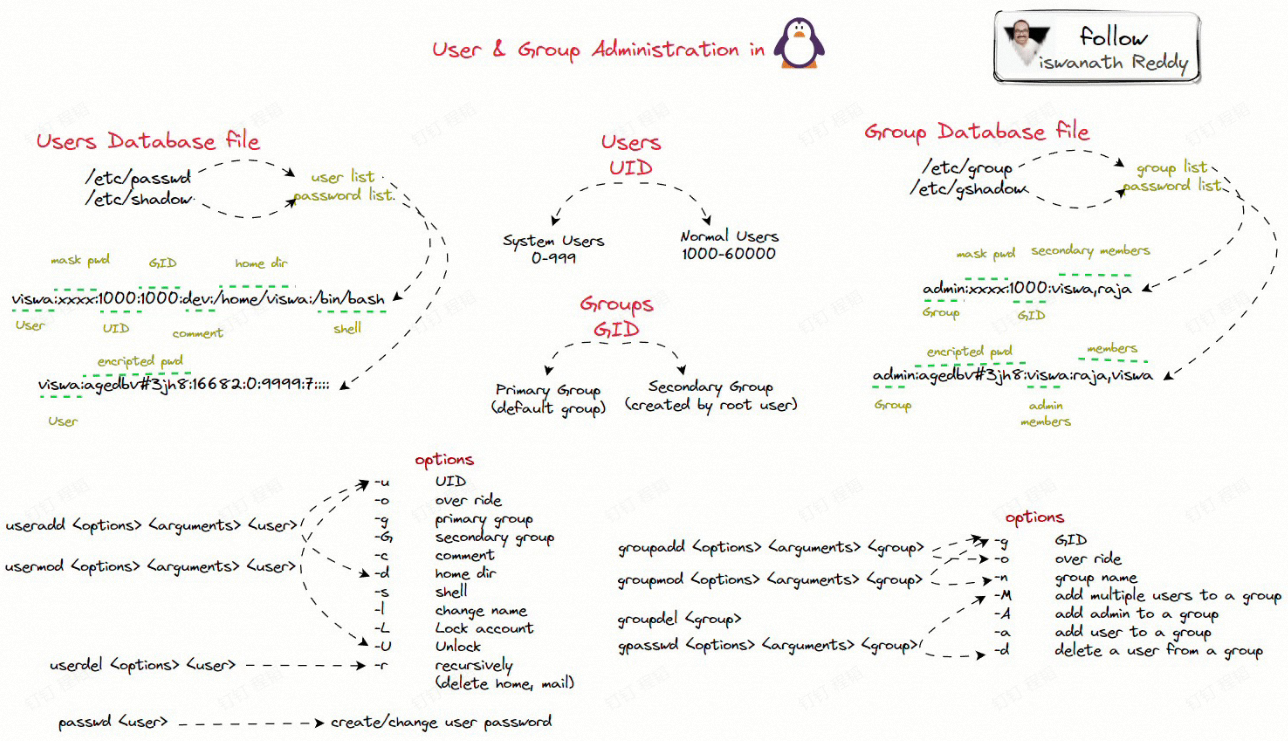 User & Group Administration in
follow
iswanath Reddy
Users Database file
/etc/passwd
/etc/shadow
user list
password list
mask pwd GID home dir
viswa:xxxx:1000:1000:dev:/home/viswa:/bin/bash
User UID comment shell
encripted pwd
viswa:agedbv#3jh8:16682:0:9999:7::::
User
Users
UID
System Users
0-999
Normal Users
1000-60000
Groups
GID
Primary Group
(default group)
Secondary Group
(created by root user)
Group Database file
/etc/group
/etc/gshadow
group list
password list
mask pwd secondary members
admin:xxxx:1000:viswa,raja
Group GID
encripted pwd members
admin:agedbv#3jh8:viswa:raja,viswa
Group admin
members
useradd <options> <arguments> <user>
usermod <options> <arguments> <user>
userdel <options> <user>
options
-u UID
-o over ride
-g primary group
-G secondary group
-c comment
-d home dir
-s shell
-l change name
-L Lock account
-U Unlock
-r recursively
(delete home, mail)
passwd <user> create/change user password
groupadd <options> <arguments> <group>
groupmod <options> <arguments> <group>
groupdel <group>
gpasswd <options> <arguments> <group>
options
-g GID
-o over ride
-n group name
-M add multiple users to a group
-A add admin to a group
-a add user to a group
-d delete a user from a group